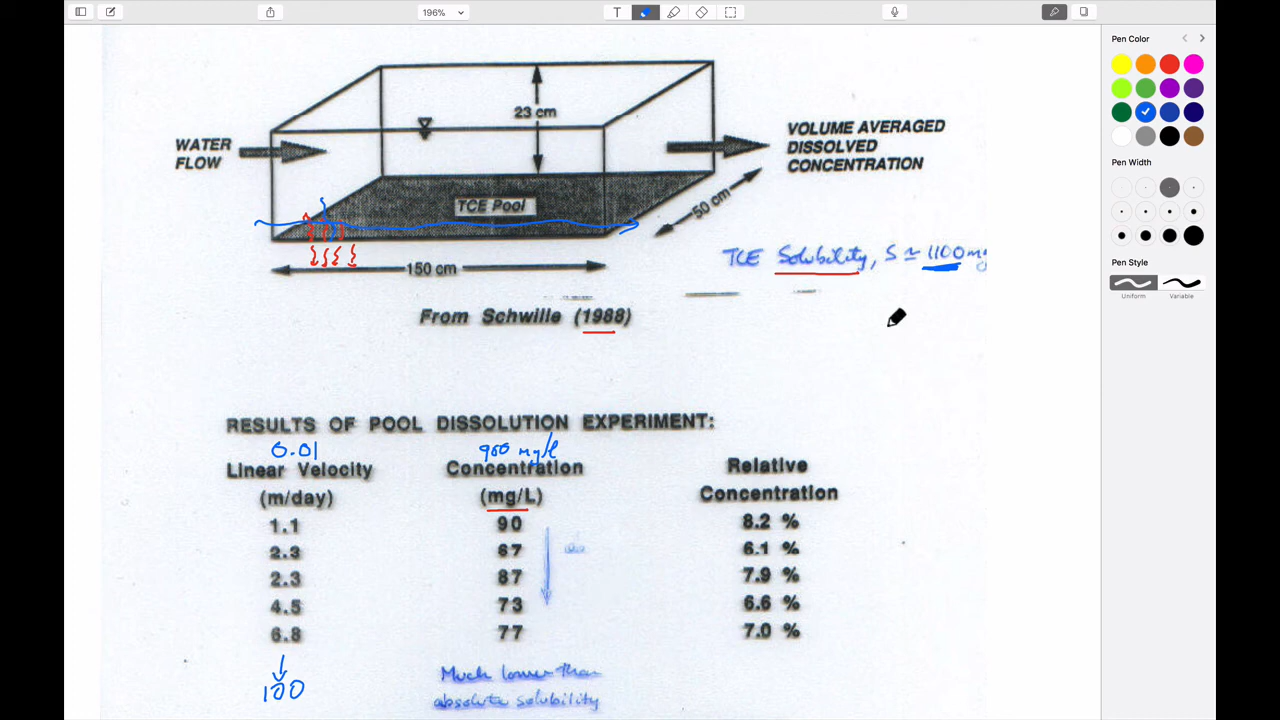 196%
T
Pen Color
Pen Width
Pen Style
Uniform
Variable
23 cm
WATER
FLOW
VOLUME AVERAGED
DISSOLVED
CONCENTRATION
TCE Pool
50 cm
150 cm
TCE Solubility, S ≃ 1100 mg
From Schwille (1988)
RESULTS OF POOL DISSOLUTION EXPERIMENT:
0.01 900 mg/L
Linear Velocity Concentration Relative
(m/day) (mg/L) Concentration
1.1 90 8.2 %
2.3 67 6.1 %
2.3 87 7.9 %
4.5 73 6.6 %
6.8 77 7.0 %
100
Much lower than
absolute solubility